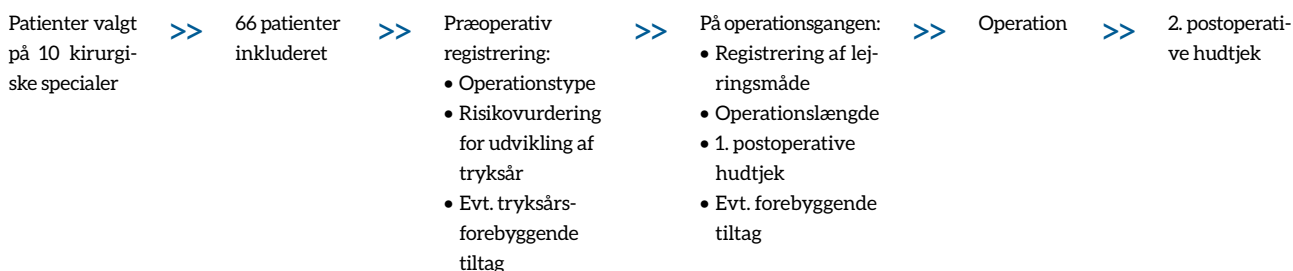 Patienter valgt
på 10 kirurgi-
ske specialer
>>
66 patienter
inkluderet
>>
Præoperativ
registrering:
• Operationstype
• Risikovurdering
for udvikling af
tryksår
• Evt. tryksårs-
forebyggende
tiltag
>>
På operationsgangen:
• Registrering af lej-
ringsmåde
• Operationslængde
• 1. postoperative
hudtjek
• Evt. forebyggende
tiltag
>>
Operation
>>
2. postoperati-
ve hudtjek